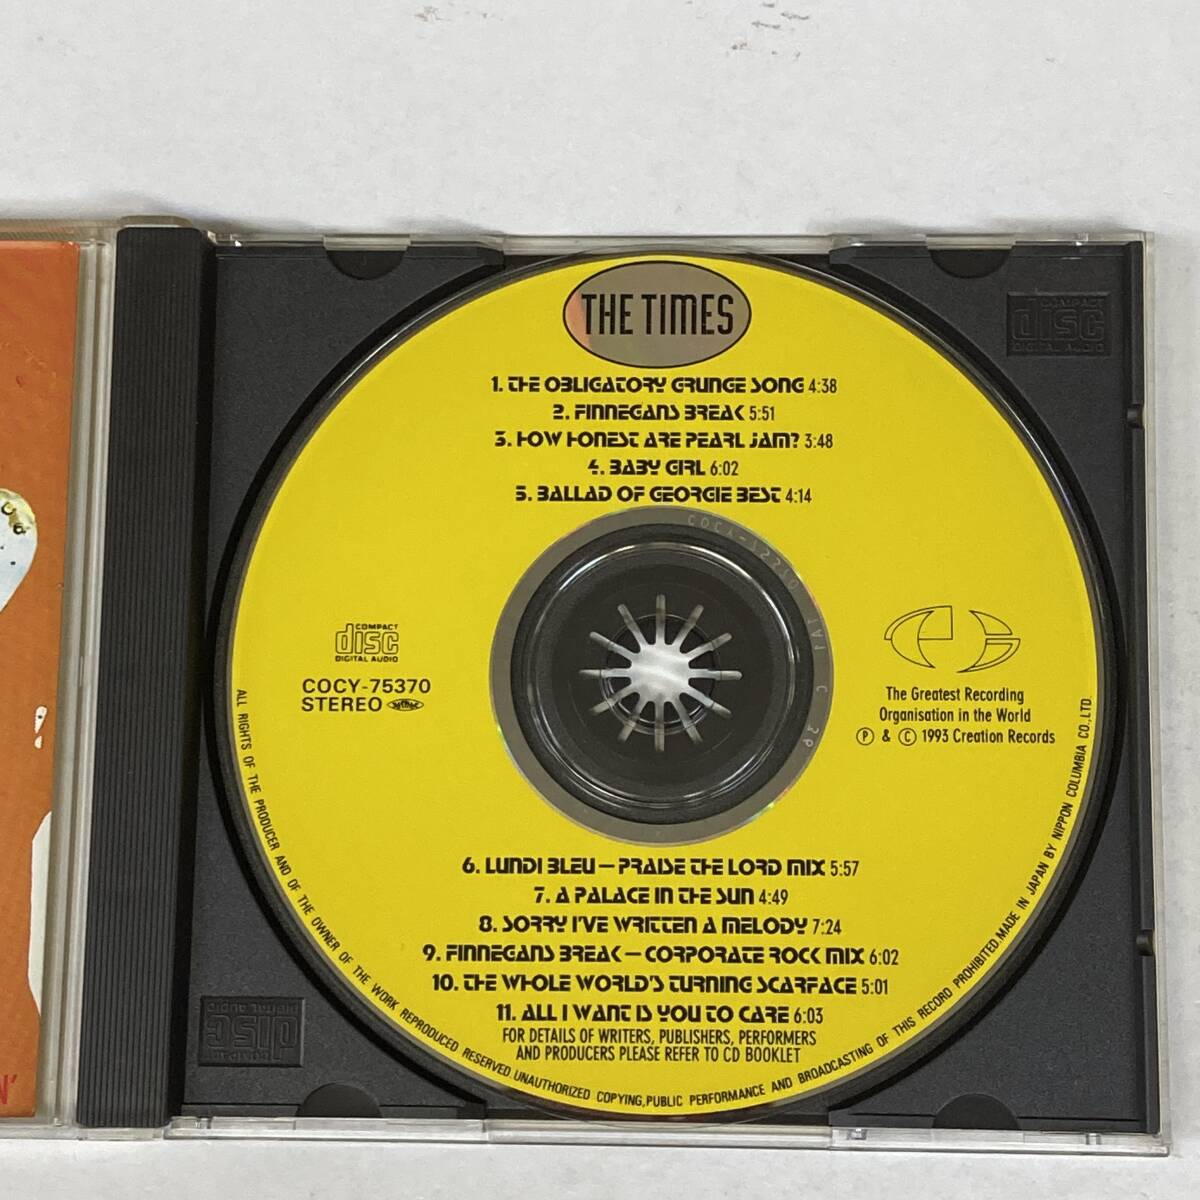 THE TIMES
1. THE OBLIGATORY GRUNGE SONG 4:38
2. FINNEGANS BREAK 5:51
3. HOW HONEST ARE PEARL JAM? 3:48
4. BABY GIRL 6:02
5. BALLAD OF GEORGIE BEST 4:14
COMPACT
disc
DIGITAL AUDIO
COCY-75370
STEREO
The Greatest Recording
Organisation in the World
Ⓟ & Ⓒ 1993 Creation Records
6. LUNDI BLEU – PRAISE THE LORD MIX 5:57
7. A PALACE IN THE SUN 4:49
8. SORRY I'VE WRITTEN A MELODY 7:24
9. FINNEGANS BREAK – CORPORATE ROCK MIX 6:02
10. THE WHOLE WORLD'S TURNING SCARFACE 5:01
11. ALL I WANT IS YOU TO CARE 6:03
FOR DETAILS OF WRITERS, PUBLISHERS, PERFORMERS
AND PRODUCERS PLEASE REFER TO CD BOOKLET
ALL RIGHTS OF THE PRODUCER AND OF THE OWNER OF THE WORK REPRODUCED RESERVED. UNAUTHORIZED COPYING, PUBLIC PERFORMANCE AND BROADCASTING OF THIS RECORD PROHIBITED. MADE IN JAPAN BY NIPPON COLUMBIA CO., LTD.
COMPACT
disc
DIGITAL AUDIO
COMPACT
disc
DIGITAL AUDIO